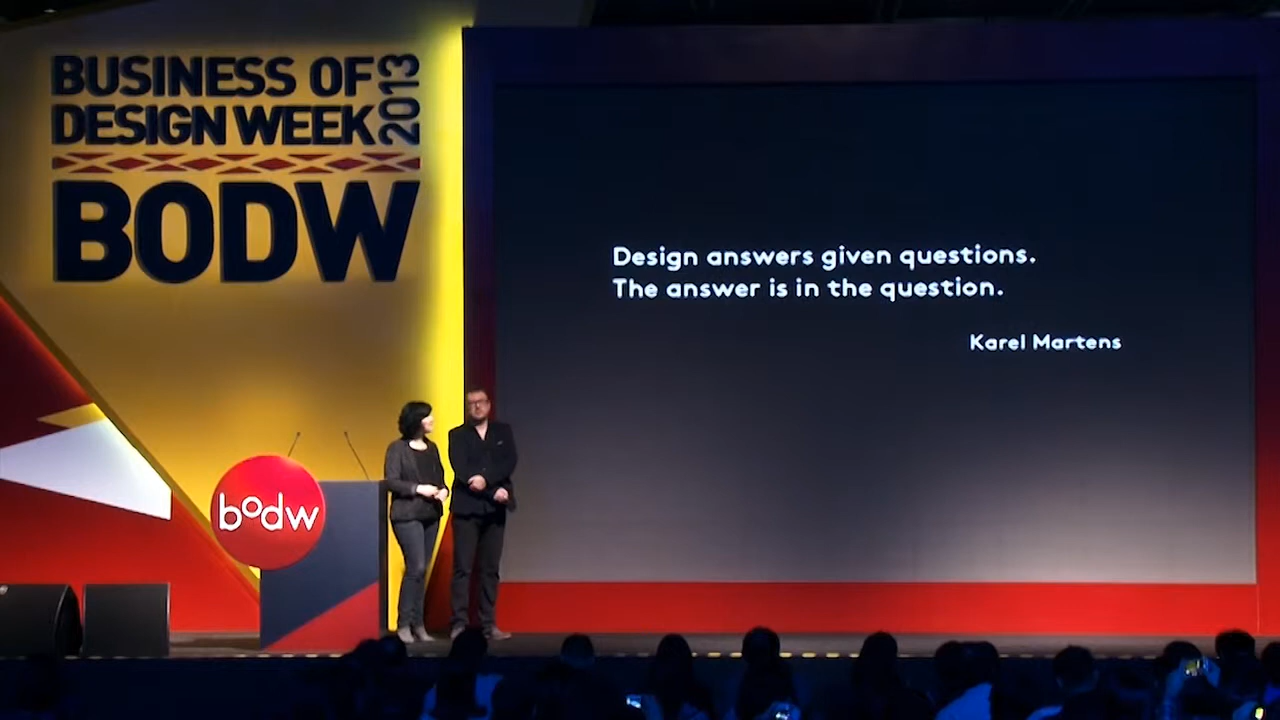 BUSINESS OF
DESIGN WEEK
2013
BODW
Design answers given questions.
The answer is in the question.
Karel Martens
bodw